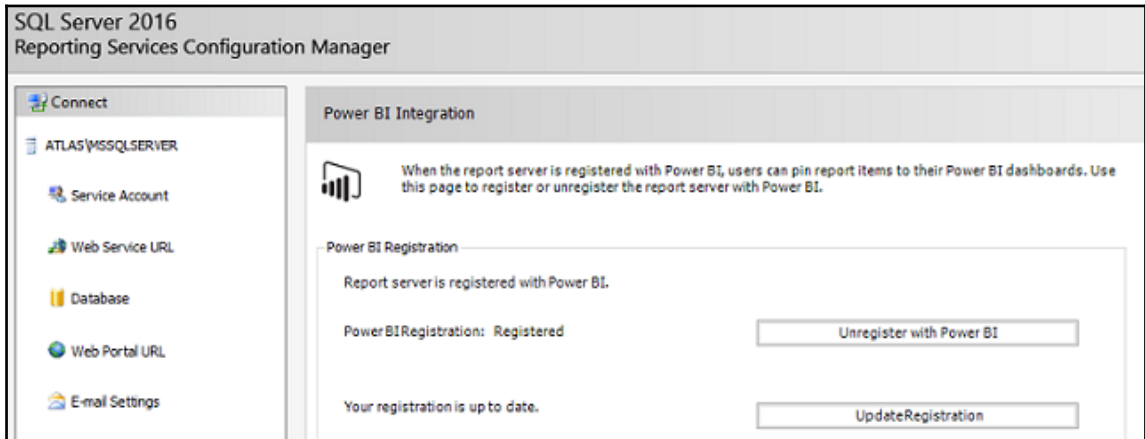 SQL Server 2016
Reporting Services Configuration Manager
Connect
ATLAS\MSSQLSERVER
Service Account
Web Service URL
Database
Web Portal URL
E-mail Settings
Power BI Integration
When the report server is registered with Power BI, users can pin report items to their Power BI dashboards. Use
this page to register or unregister the report server with Power BI.
Power BI Registration
Report server is registered with Power BI.
Power BI Registration: Registered
Unregister with Power BI
Your registration is up to date.
UpdateRegistration